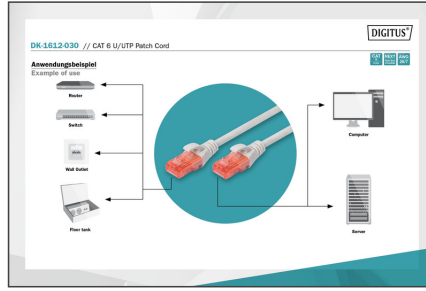 DIGITUS®
DK-1612-030 // CAT 6 U/UTP Patch Cord
Anwendungsbeispiel
Example of use
Router
Switch
Wall Outlet
Floor tank
Computer
Server